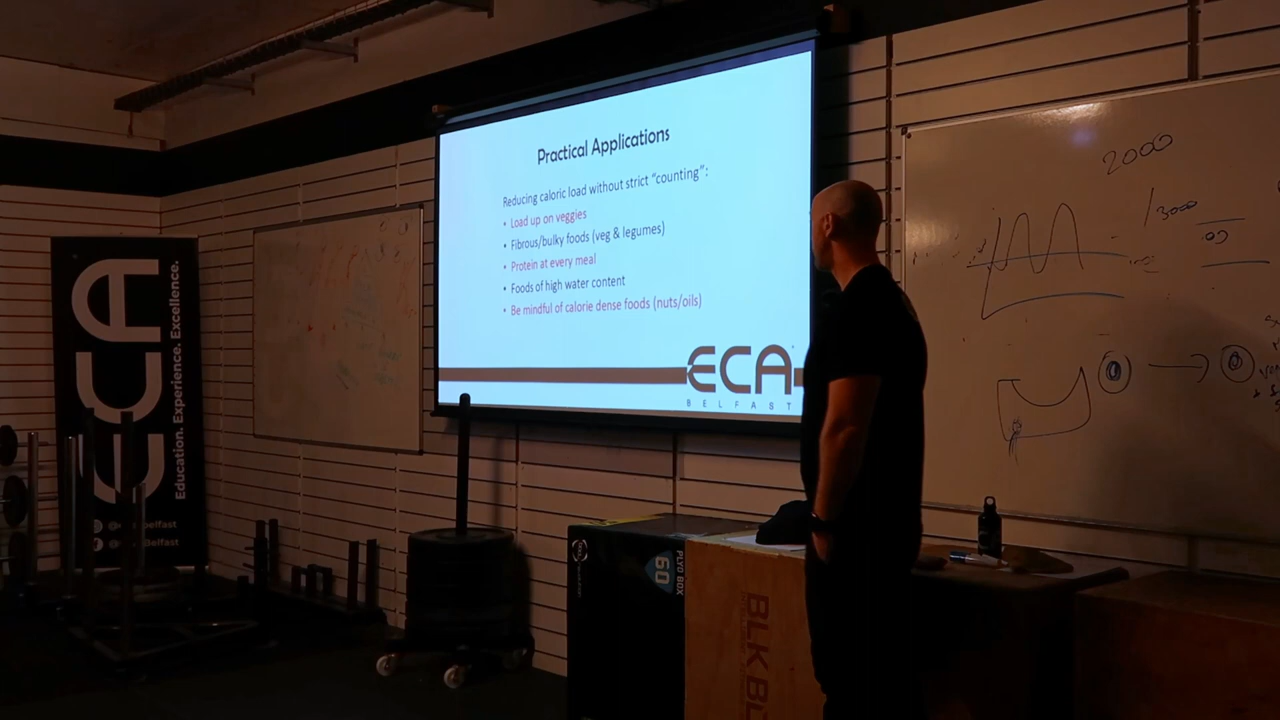 Practical Applications
Reducing caloric load without strict “counting”:
• Load up on veggies
• Fibrous/bulky foods (veg & legumes)
• Protein at every meal
• Foods of high water content
• Be mindful of calorie dense foods (nuts/oils)
ECA
BELFAST
ECA
Education. Experience. Excellence.
2000
/3000
60
PLYO BOX
BLK B